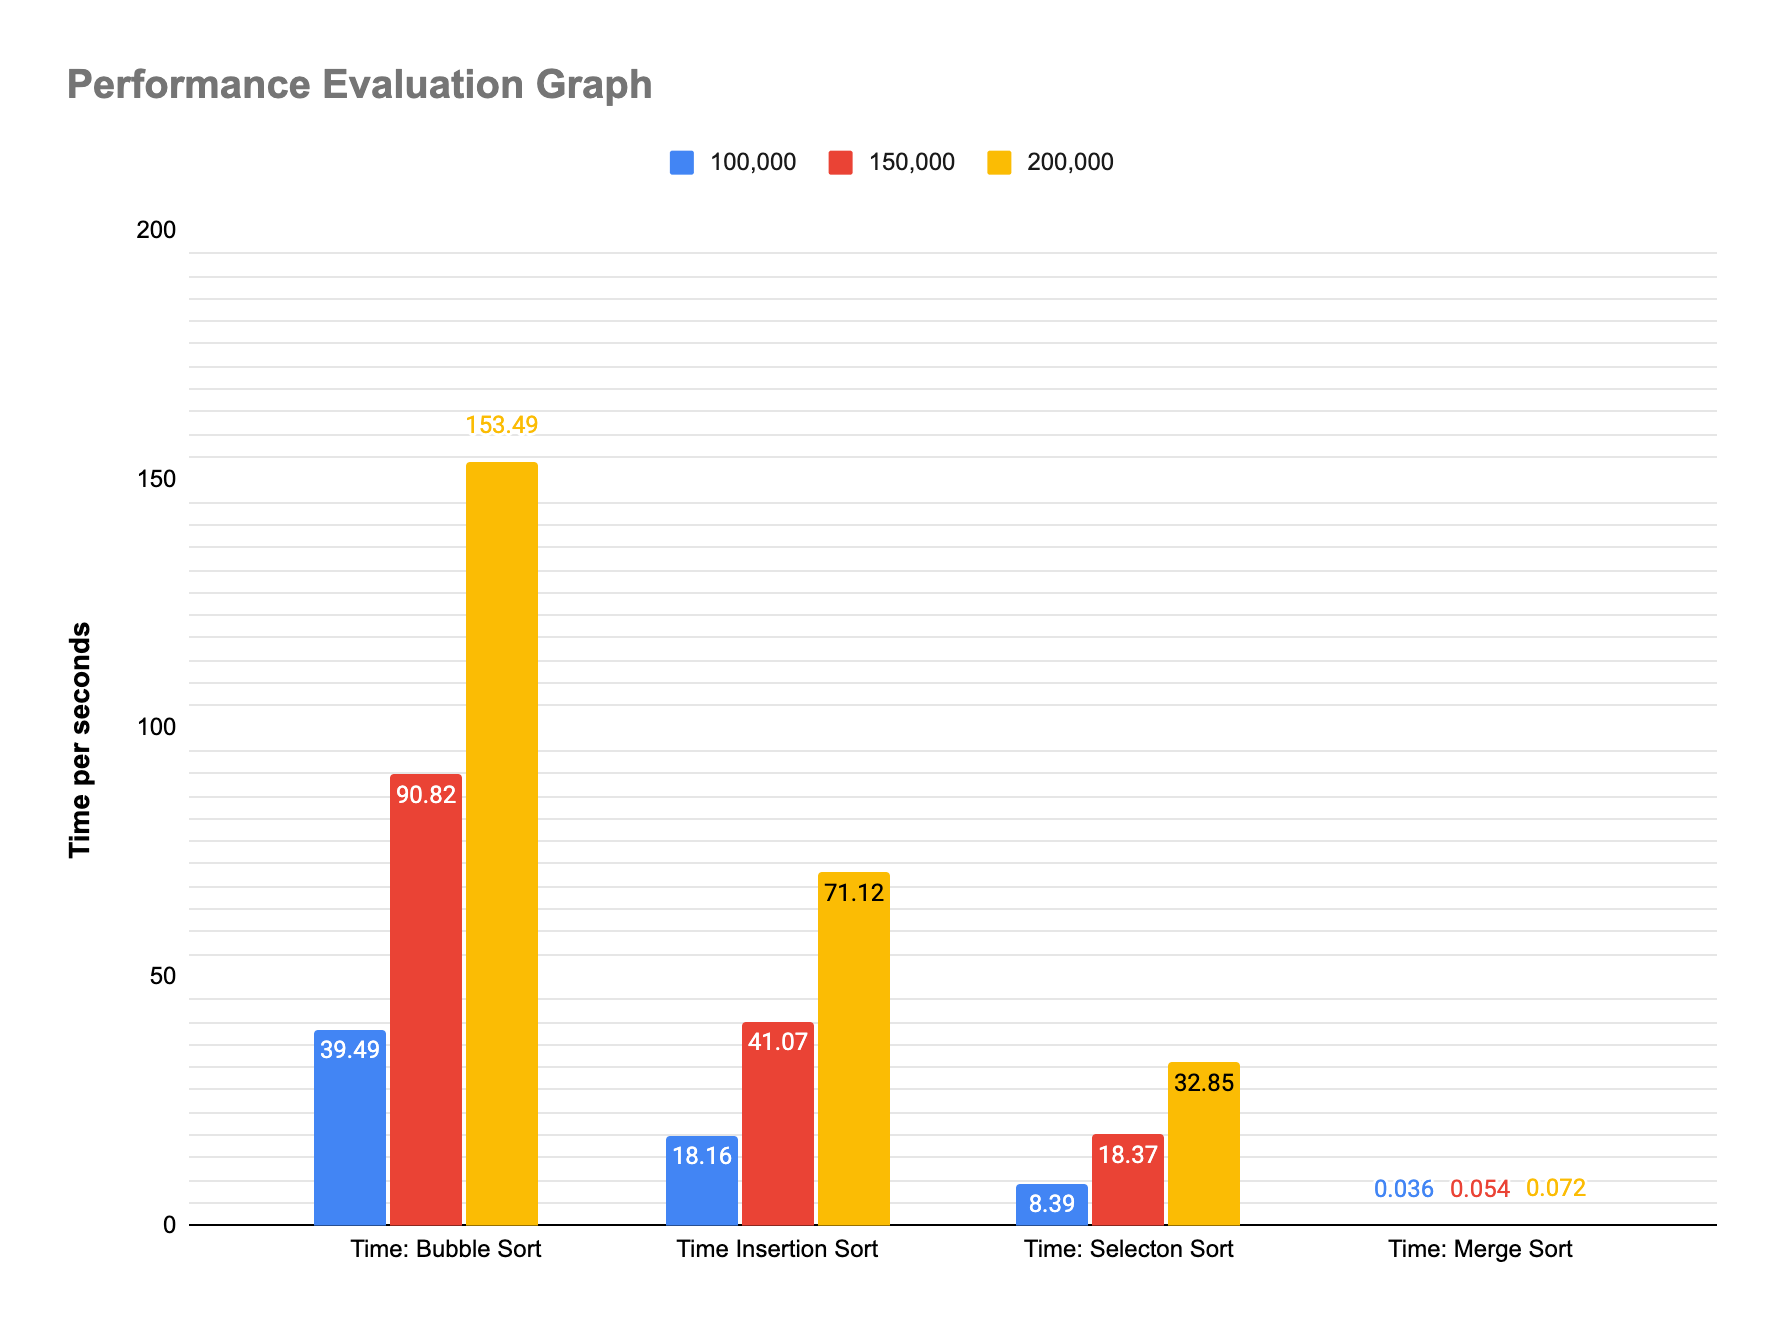 Performance Evaluation Graph
100,000 150,000 200,000
200
150
100
50
0
Time per seconds
153.49
90.82
39.49
71.12
41.07
18.16
32.85
18.37
8.39
0.036 0.054 0.072
Time: Bubble Sort Time Insertion Sort Time: Selecton Sort Time: Merge Sort